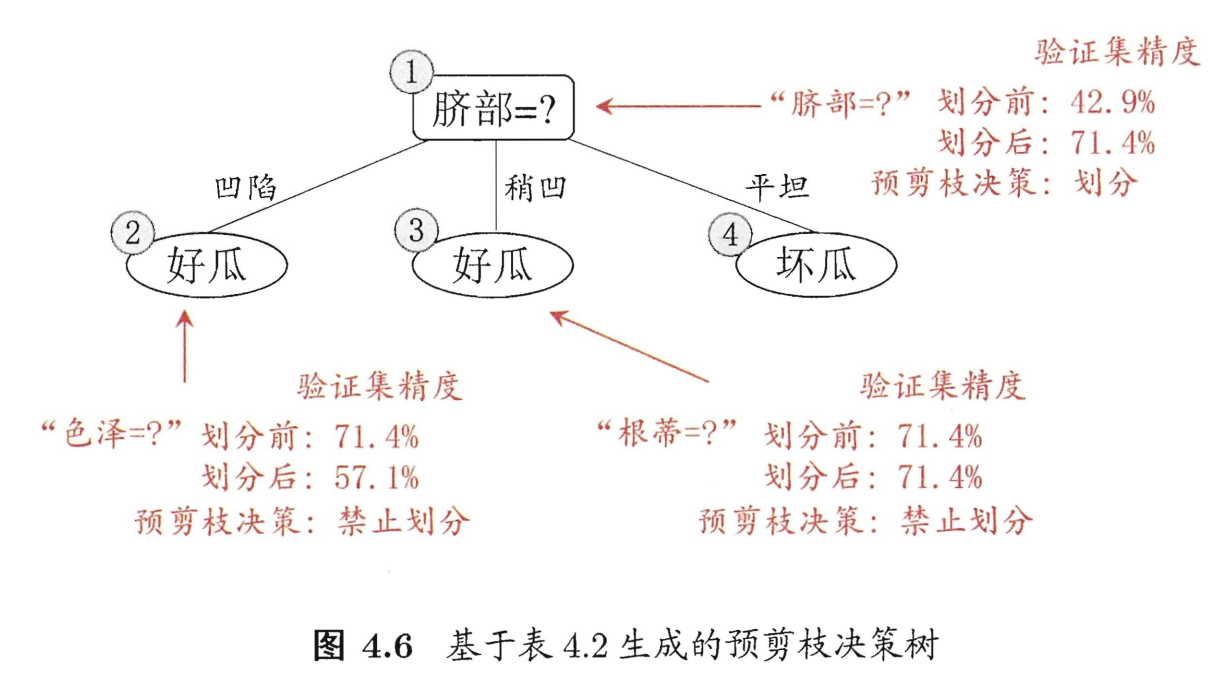 验证集精度
①
脐部=?
“脐部=?” 划分前: 42.9%
划分后: 71.4%
预剪枝决策: 划分
凹陷
稍凹
平坦
②
好瓜
③
好瓜
④
坏瓜
验证集精度
“色泽=?” 划分前: 71.4%
划分后: 57.1%
预剪枝决策: 禁止划分
验证集精度
“根蒂=?” 划分前: 71.4%
划分后: 71.4%
预剪枝决策: 禁止划分
图 4.6 基于表 4.2 生成的预剪枝决策树